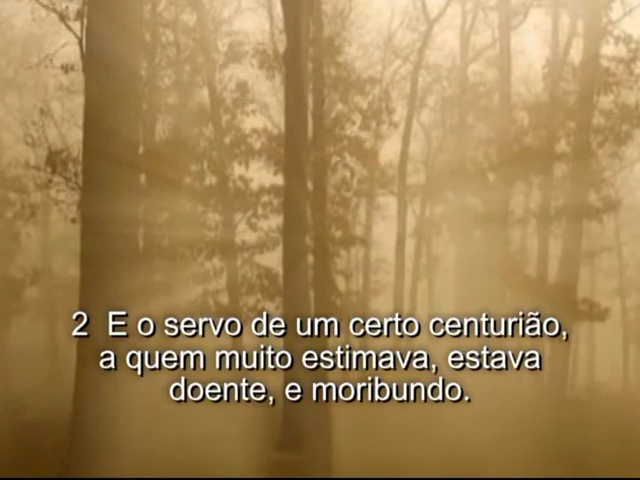 2 E o servo de um certo centurião,
a quem muito estimava, estava
doente, e moribundo.